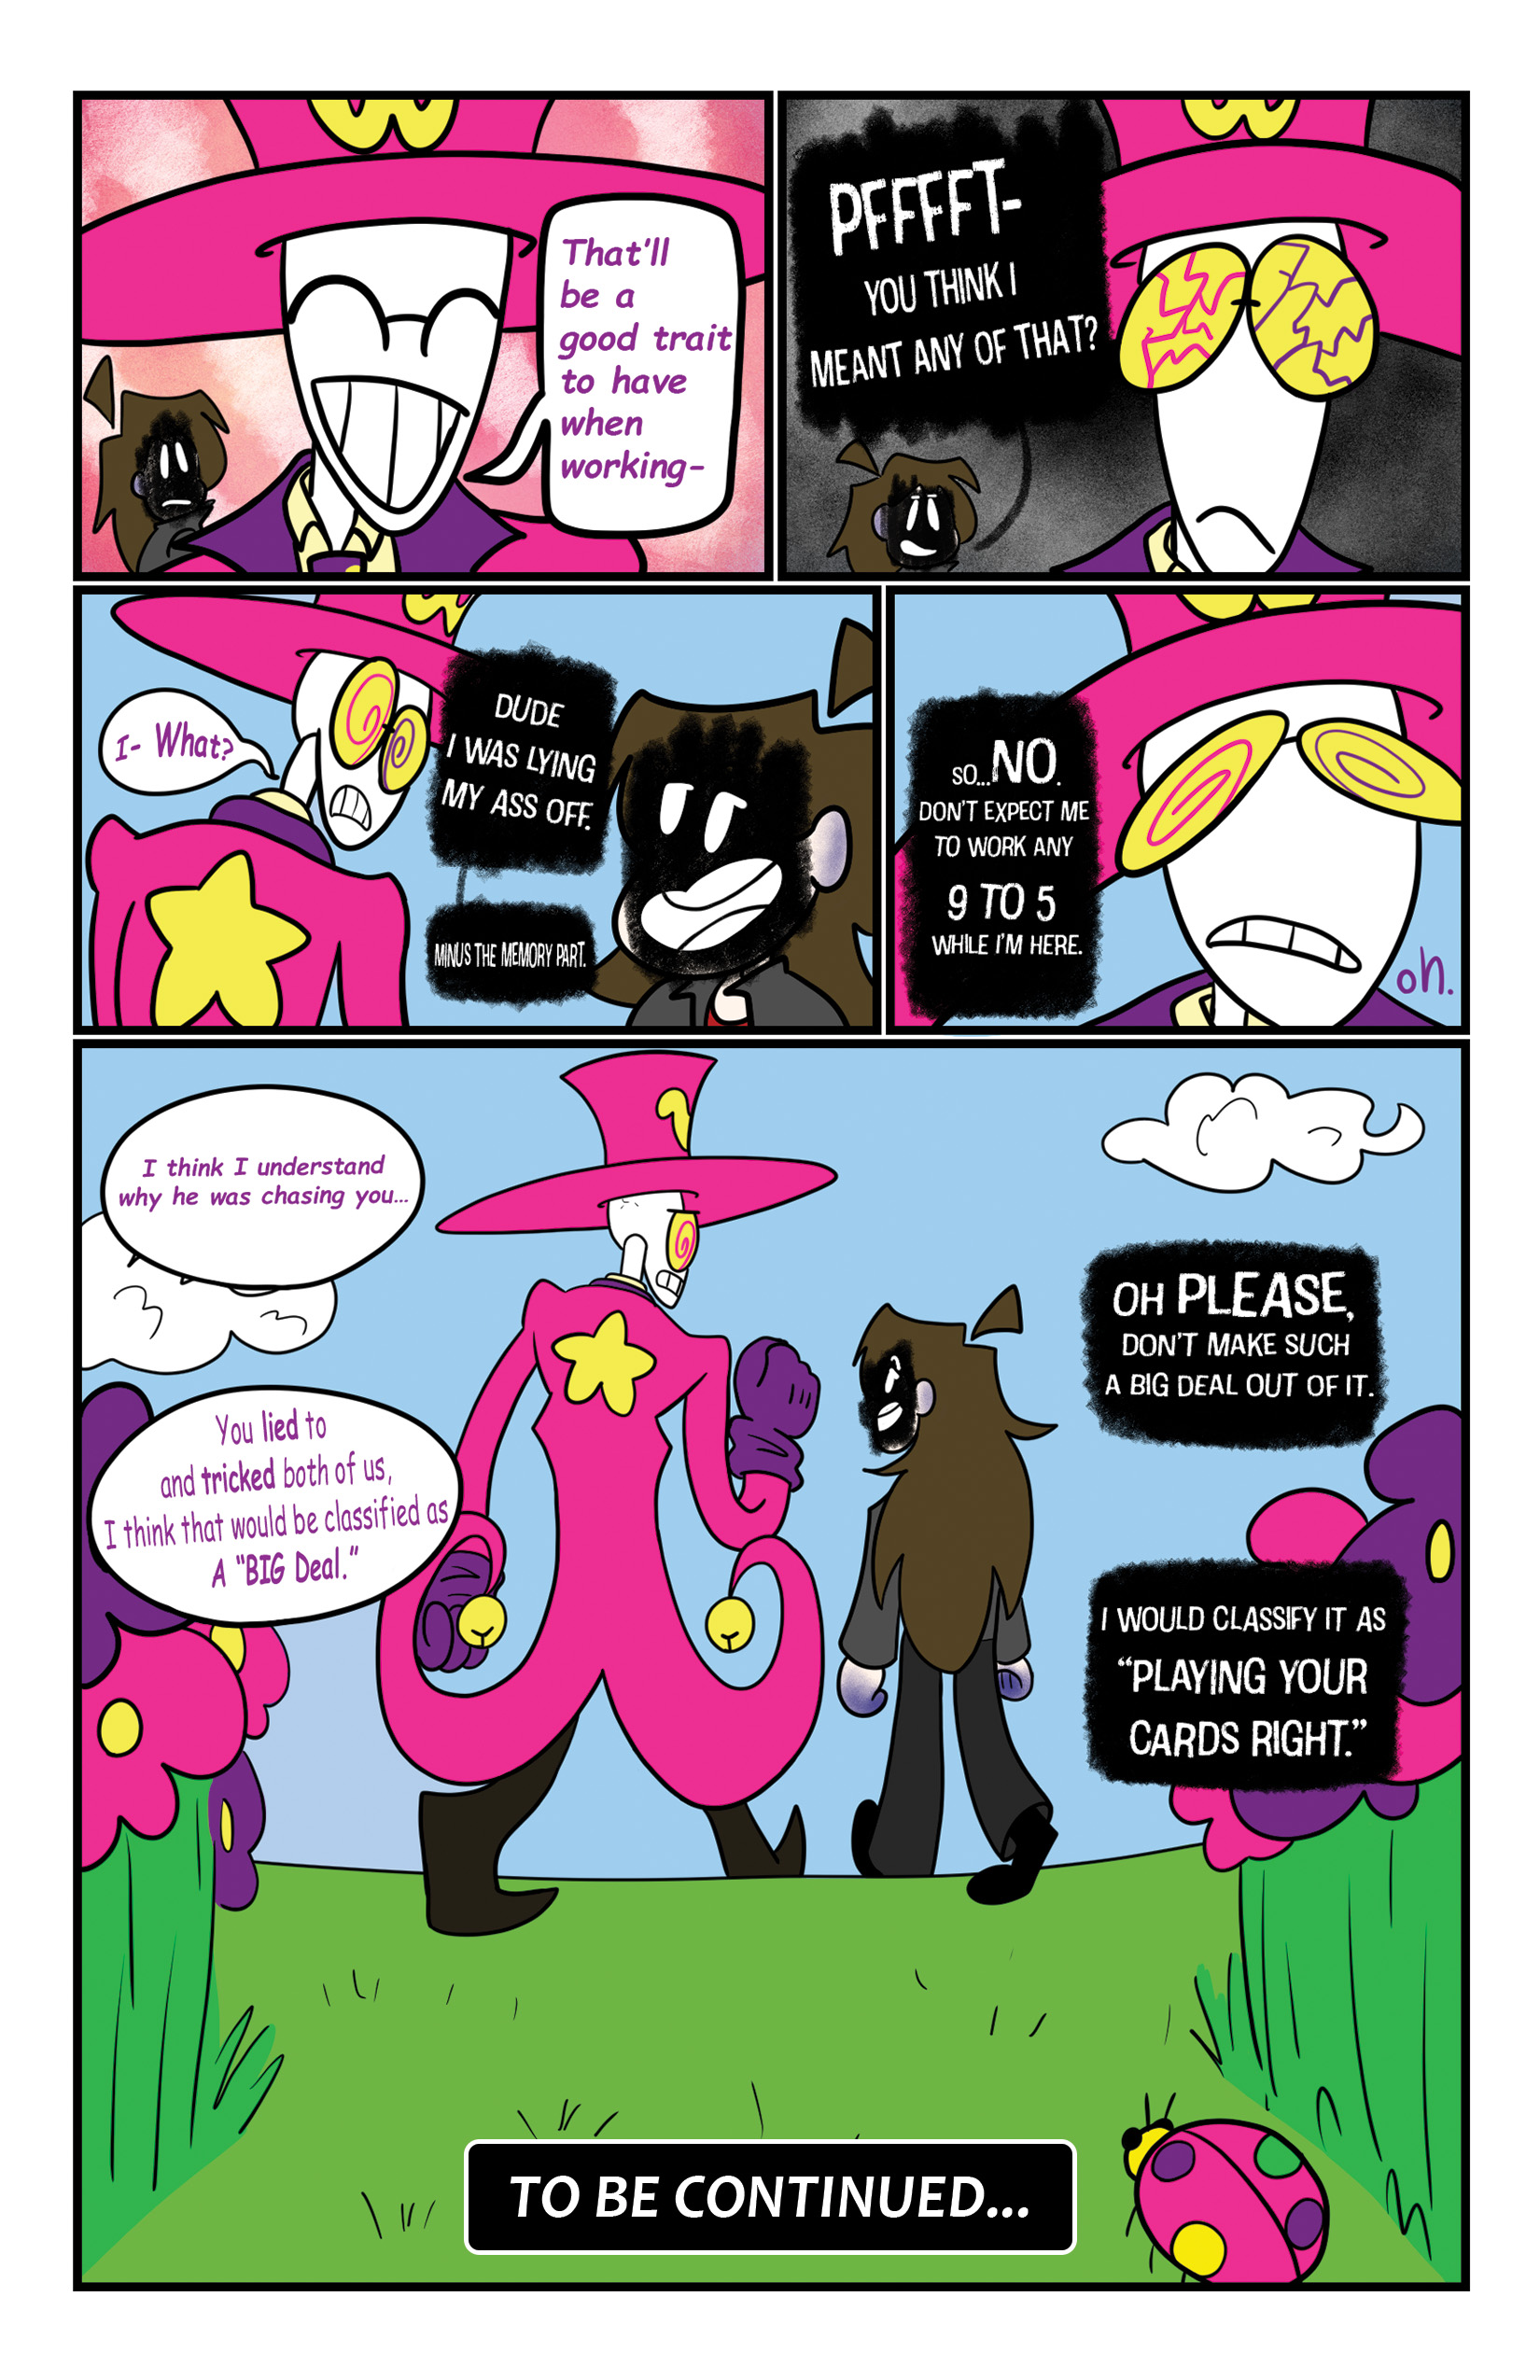 That'll
be a
good trait
to have
when
working-
PFFFFT-
YOU THINK I
MEANT ANY OF THAT?
I- What?
DUDE
I WAS LYING
MY ASS OFF.
MINUS THE MEMORY PART.
SO...NO.
DON'T EXPECT ME
TO WORK ANY
9 TO 5
WHILE I'M HERE.
oh.
I think I understand
why he was chasing you...
OH PLEASE,
DON'T MAKE SUCH
A BIG DEAL OUT OF IT.
You lied to
and tricked both of us,
I think that would be classified as
A "BIG Deal."
I WOULD CLASSIFY IT AS
“PLAYING YOUR
CARDS RIGHT.”
TO BE CONTINUED...